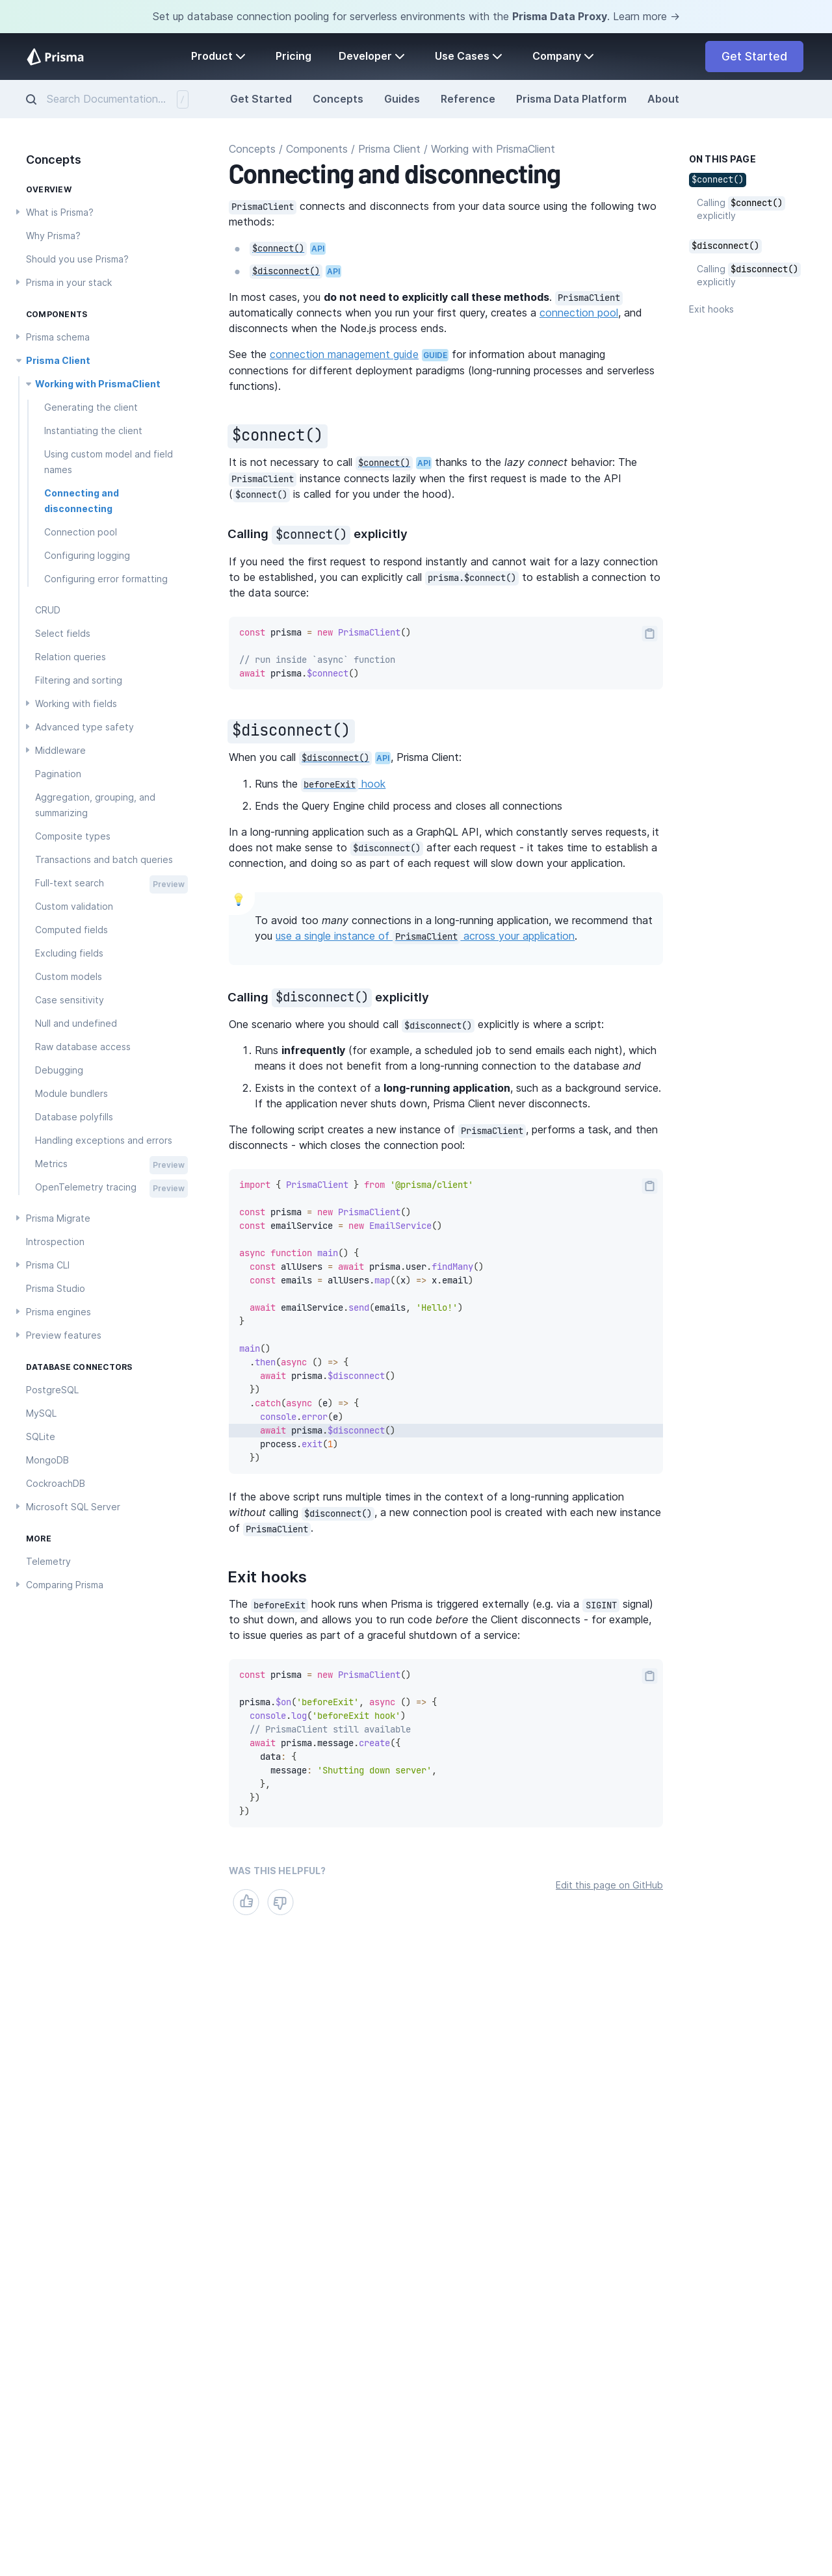 Set up database connection pooling for serverless environments with the Prisma Data Proxy. Learn more →
Prisma
Product
Pricing
Developer
Use Cases
Company
Get Started
Search Documentation...
/
Get Started
Concepts
Guides
Reference
Prisma Data Platform
About
Concepts
OVERVIEW
What is Prisma?
Why Prisma?
Should you use Prisma?
Prisma in your stack
COMPONENTS
Prisma schema
Prisma Client
Working with PrismaClient
Generating the client
Instantiating the client
Using custom model and field
names
Connecting and
disconnecting
Connection pool
Configuring logging
Configuring error formatting
CRUD
Select fields
Relation queries
Filtering and sorting
Working with fields
Advanced type safety
Middleware
Pagination
Aggregation, grouping, and
summarizing
Composite types
Transactions and batch queries
Full-text search Preview
Custom validation
Computed fields
Excluding fields
Custom models
Case sensitivity
Null and undefined
Raw database access
Debugging
Module bundlers
Database polyfills
Handling exceptions and errors
Metrics Preview
OpenTelemetry tracing Preview
Prisma Migrate
Introspection
Prisma CLI
Prisma Studio
Prisma engines
Preview features
DATABASE CONNECTORS
PostgreSQL
MySQL
SQLite
MongoDB
CockroachDB
Microsoft SQL Server
MORE
Telemetry
Comparing Prisma
Concepts / Components / Prisma Client / Working with PrismaClient
Connecting and disconnecting
PrismaClient connects and disconnects from your data source using the following two
methods:
$connect() API
$disconnect() API
In most cases, you do not need to explicitly call these methods. PrismaClient
automatically connects when you run your first query, creates a connection pool, and
disconnects when the Node.js process ends.
See the connection management guide GUIDE for information about managing
connections for different deployment paradigms (long-running processes and serverless
functions).
$connect()
It is not necessary to call $connect() API thanks to the lazy connect behavior: The
PrismaClient instance connects lazily when the first request is made to the API
($connect() is called for you under the hood).
Calling $connect() explicitly
If you need the first request to respond instantly and cannot wait for a lazy connection
to be established, you can explicitly call prisma.$connect() to establish a connection to
the data source:
const prisma = new PrismaClient()
// run inside `async` function
await prisma.$connect()
$disconnect()
When you call $disconnect() API, Prisma Client:
1. Runs the beforeExit hook
2. Ends the Query Engine child process and closes all connections
In a long-running application such as a GraphQL API, which constantly serves requests, it
does not make sense to $disconnect() after each request - it takes time to establish a
connection, and doing so as part of each request will slow down your application.
💡
To avoid too many connections in a long-running application, we recommend that
you use a single instance of PrismaClient across your application.
Calling $disconnect() explicitly
One scenario where you should call $disconnect() explicitly is where a script:
1. Runs infrequently (for example, a scheduled job to send emails each night), which
means it does not benefit from a long-running connection to the database and
2. Exists in the context of a long-running application, such as a background service.
If the application never shuts down, Prisma Client never disconnects.
The following script creates a new instance of PrismaClient, performs a task, and then
disconnects - which closes the connection pool:
import { PrismaClient } from '@prisma/client'
const prisma = new PrismaClient()
const emailService = new EmailService()
async function main() {
const allUsers = await prisma.user.findMany()
const emails = allUsers.map((x) => x.email)
await emailService.send(emails, 'Hello!')
}
main()
.then(async () => {
await prisma.$disconnect()
})
.catch(async (e) => {
console.error(e)
await prisma.$disconnect()
process.exit(1)
})
If the above script runs multiple times in the context of a long-running application
without calling $disconnect(), a new connection pool is created with each new instance
of PrismaClient.
Exit hooks
The beforeExit hook runs when Prisma is triggered externally (e.g. via a SIGINT signal)
to shut down, and allows you to run code before the Client disconnects - for example,
to issue queries as part of a graceful shutdown of a service:
const prisma = new PrismaClient()
prisma.$on('beforeExit', async () => {
console.log('beforeExit hook')
// PrismaClient still available
await prisma.message.create({
data: {
message: 'Shutting down server',
},
})
})
WAS THIS HELPFUL?
Edit this page on GitHub
ON THIS PAGE
$connect()
Calling $connect()
explicitly
$disconnect()
Calling $disconnect()
explicitly
Exit hooks